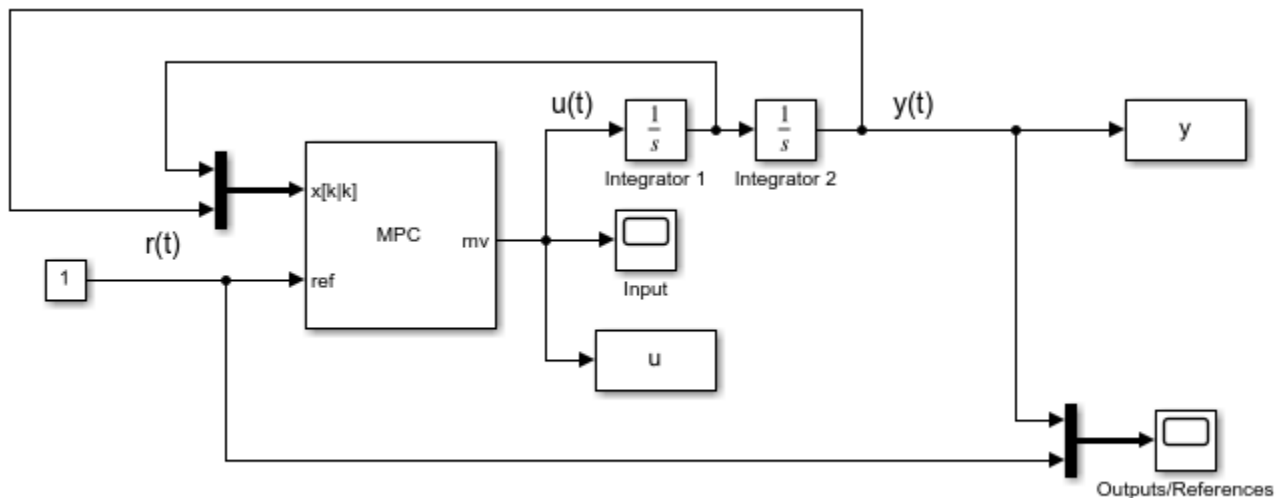 u(t)
y(t)
1
s
1
s
y
Integrator 1
Integrator 2
x[k|k]
MPC
mv
r(t)
1
ref
Input
u
Outputs/References